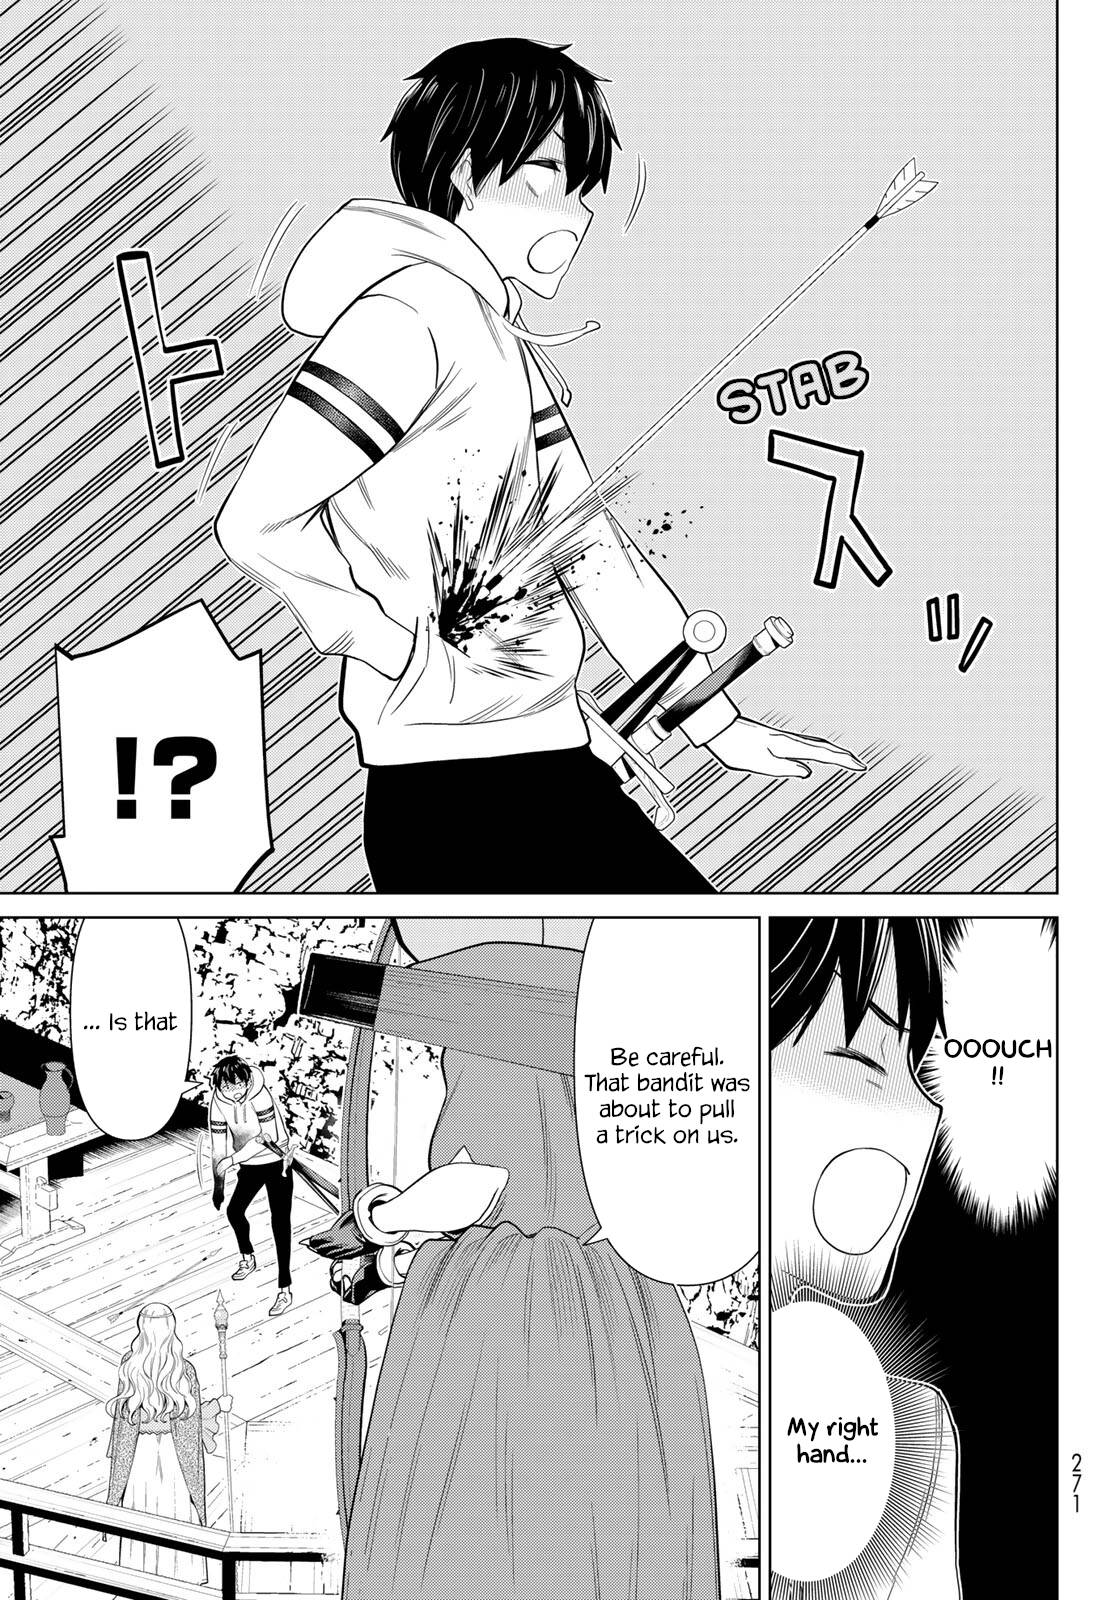 STAB
ドスッ
!?
OOOUCH
!!
My right
hand...
Be careful.
That bandit was
about to pull
a trick on us.
... Is that
271